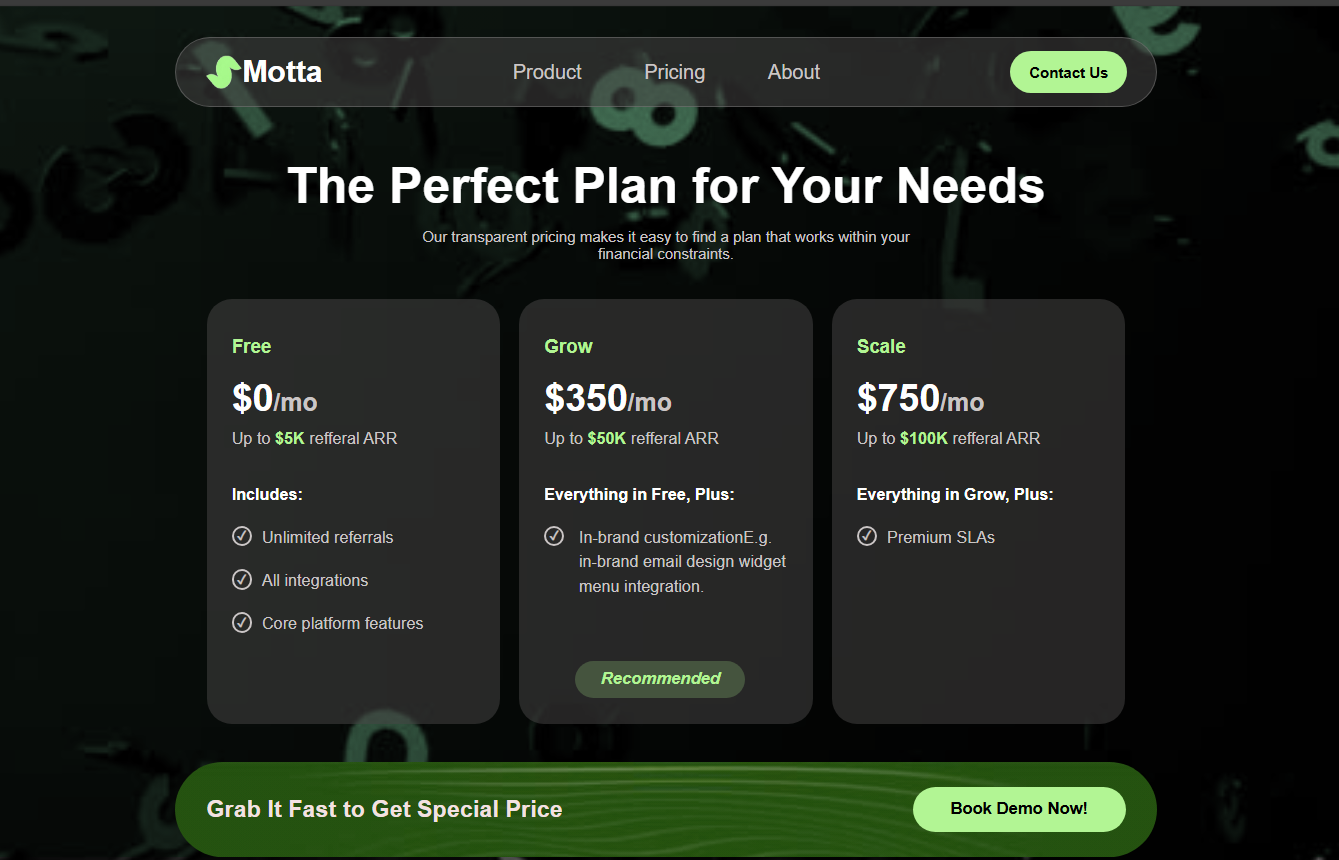 Motta
Product
Pricing
About
Contact Us
The Perfect Plan for Your Needs
Our transparent pricing makes it easy to find a plan that works within your
financial constraints.
Free
$0/mo
Up to $5K refferal ARR
Includes:
Unlimited referrals
All integrations
Core platform features
Grow
$350/mo
Up to $50K refferal ARR
Everything in Free, Plus:
In-brand customizationE.g.
in-brand email design widget
menu integration.
Recommended
Scale
$750/mo
Up to $100K refferal ARR
Everything in Grow, Plus:
Premium SLAs
Grab It Fast to Get Special Price
Book Demo Now!